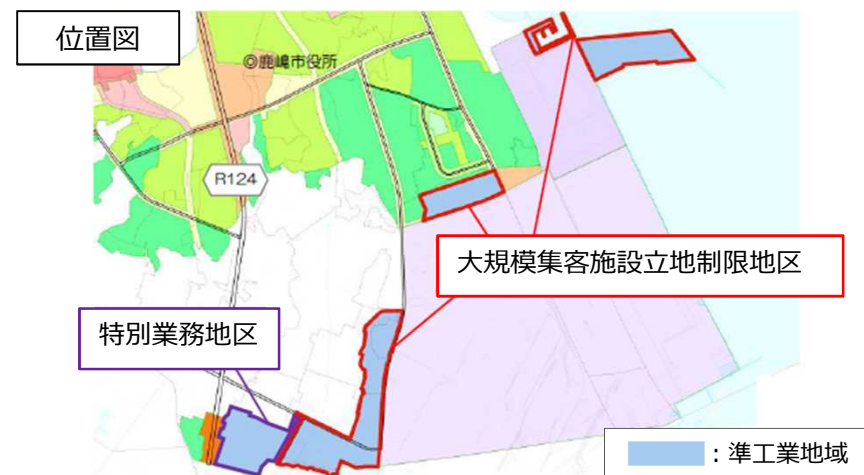 位置図
◎鹿嶋市役所
R124
大規模集客施設立地制限地区
特別業務地区
：準工業地域